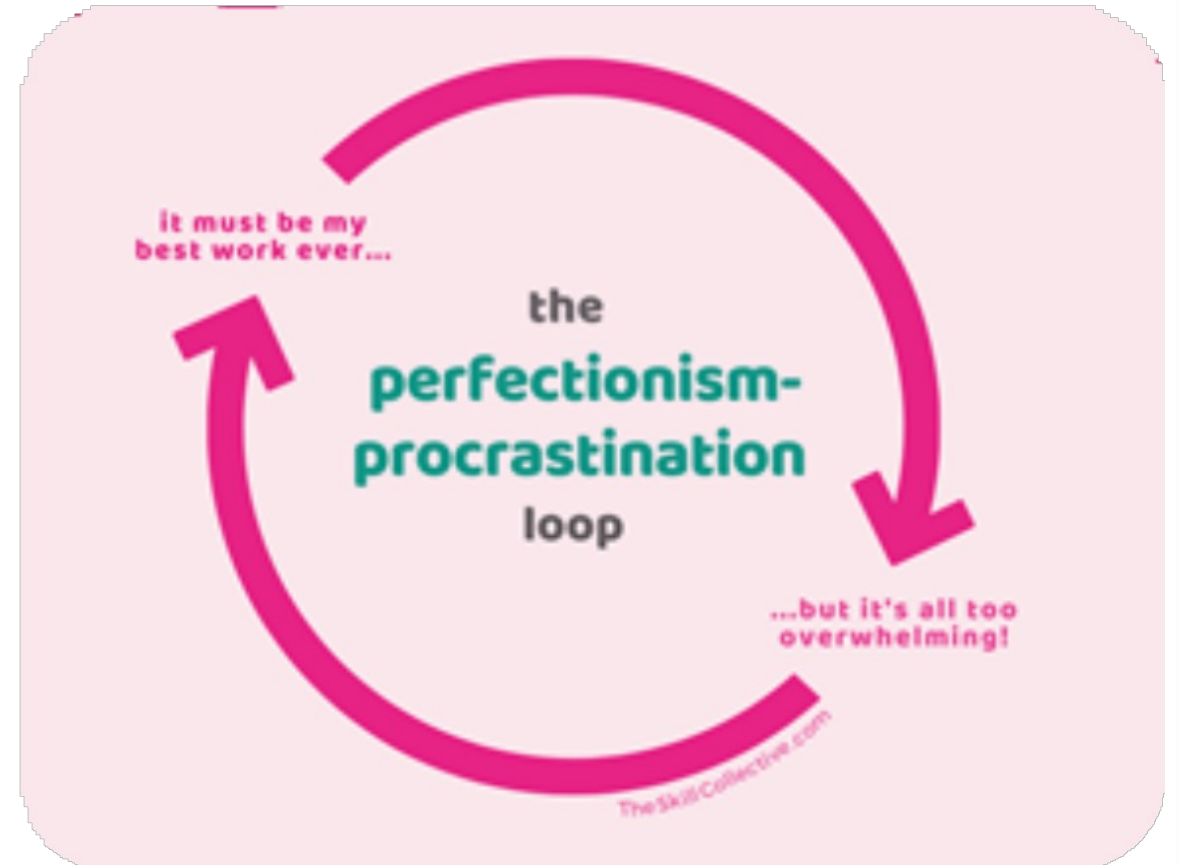 it must be my
best work ever...
the
perfectionism-
procrastination
loop
...but it's all too
overwhelming!
TheSkillCollective.com